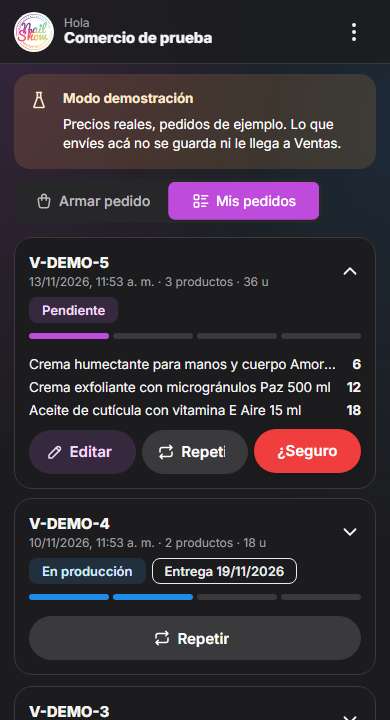 Nail
Show
Hola
Comercio de prueba
Modo demostración
Precios reales, pedidos de ejemplo. Lo que
envíes acá no se guarda ni le llega a Ventas.
Armar pedido
Mis pedidos
V-DEMO-5
13/11/2026, 11:53 a. m. · 3 productos · 36 u
Pendiente
Crema humectante para manos y cuerpo Amor... 6
Crema exfoliante con microgránulos Paz 500 ml 12
Aceite de cutícula con vitamina E Aire 15 ml 18
Editar
Repeti
¿Seguro
V-DEMO-4
10/11/2026, 11:53 a. m. · 2 productos · 18 u
En producción
Entrega 19/11/2026
Repetir
V-DEMO-3